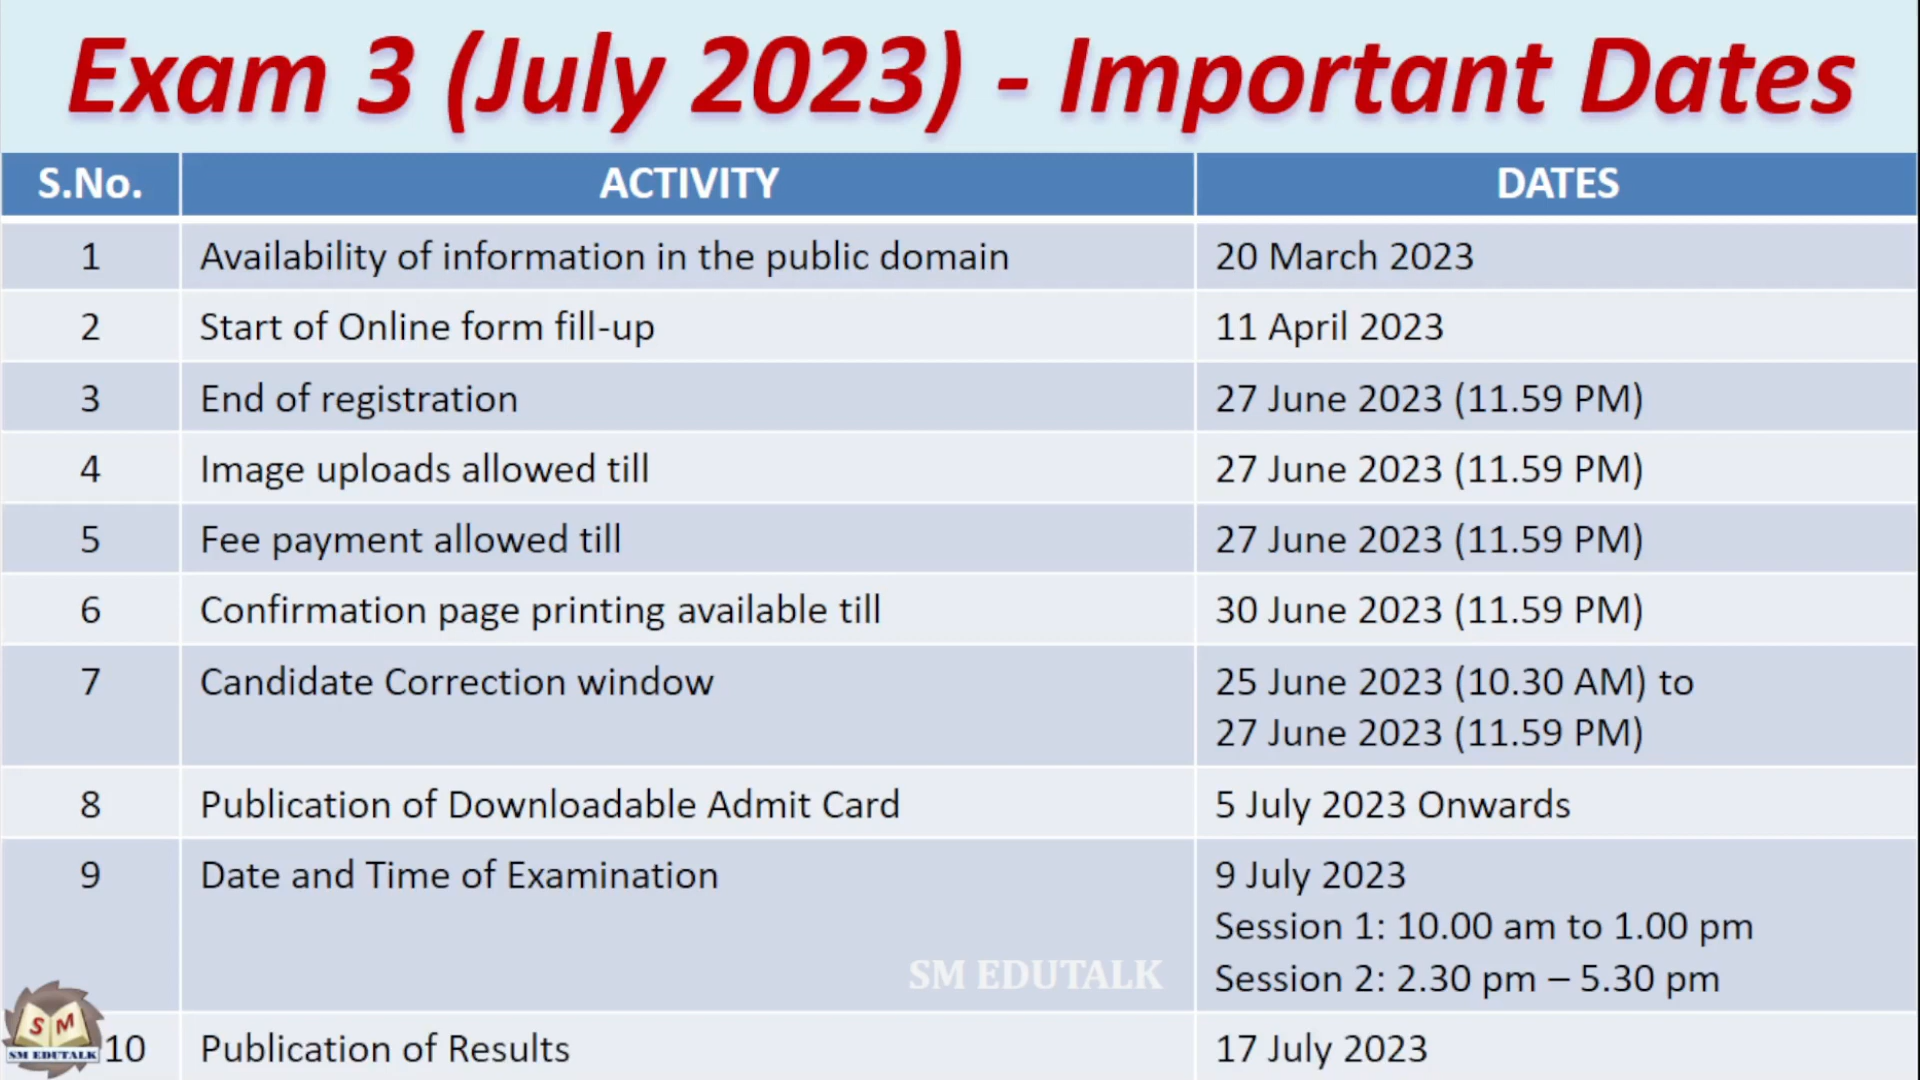 Exam 3 (July 2023) - Important Dates
S.No. ACTIVITY DATES
1 Availability of information in the public domain 20 March 2023
2 Start of Online form fill-up 11 April 2023
3 End of registration 27 June 2023 (11.59 PM)
4 Image uploads allowed till 27 June 2023 (11.59 PM)
5 Fee payment allowed till 27 June 2023 (11.59 PM)
6 Confirmation page printing available till 30 June 2023 (11.59 PM)
7 Candidate Correction window 25 June 2023 (10.30 AM) to
27 June 2023 (11.59 PM)
8 Publication of Downloadable Admit Card 5 July 2023 Onwards
9 Date and Time of Examination 9 July 2023
Session 1: 10.00 am to 1.00 pm
SM EDUTALK Session 2: 2.30 pm – 5.30 pm
S M
SM EDUTALK
10 Publication of Results 17 July 2023